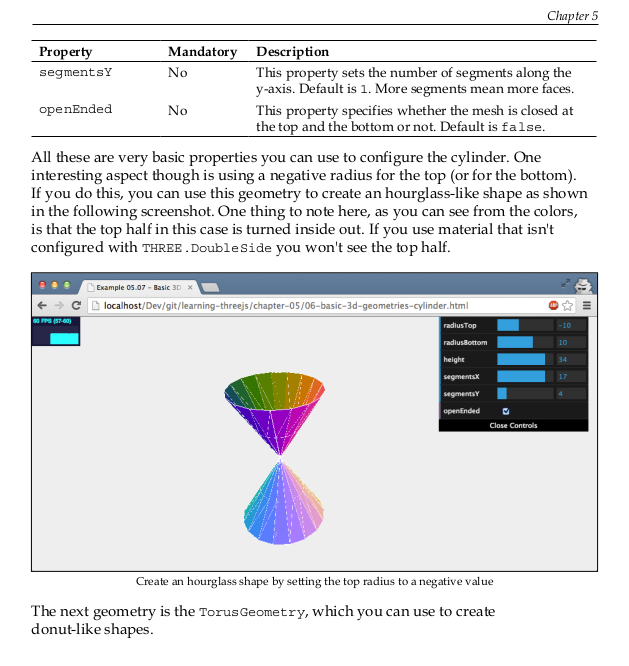 Chapter 5
Property Mandatory Description
segmentsY No This property sets the number of segments along the
y-axis. Default is 1. More segments mean more faces.
openEnded No This property specifies whether the mesh is closed at
the top and the bottom or not. Default is false.
All these are very basic properties you can use to configure the cylinder. One
interesting aspect though is using a negative radius for the top (or for the bottom).
If you do this, you can use this geometry to create an hourglass-like shape as shown
in the following screenshot. One thing to note here, as you can see from the colors,
is that the top half in this case is turned inside out. If you use material that isn't
configured with THREE.DoubleSide you won't see the top half.
Example 05.07 - Basic 3D
localhost/Dev/git/learning-threejs/chapter-05/06-basic-3d-geometries-cylinder.html
60 FPS (57-60)
radiusTop -10
radiusBottom 10
height 34
segmentsX 17
segmentsY 4
openEnded
Close Controls
Create an hourglass shape by setting the top radius to a negative value
The next geometry is the TorusGeometry, which you can use to create
donut-like shapes.